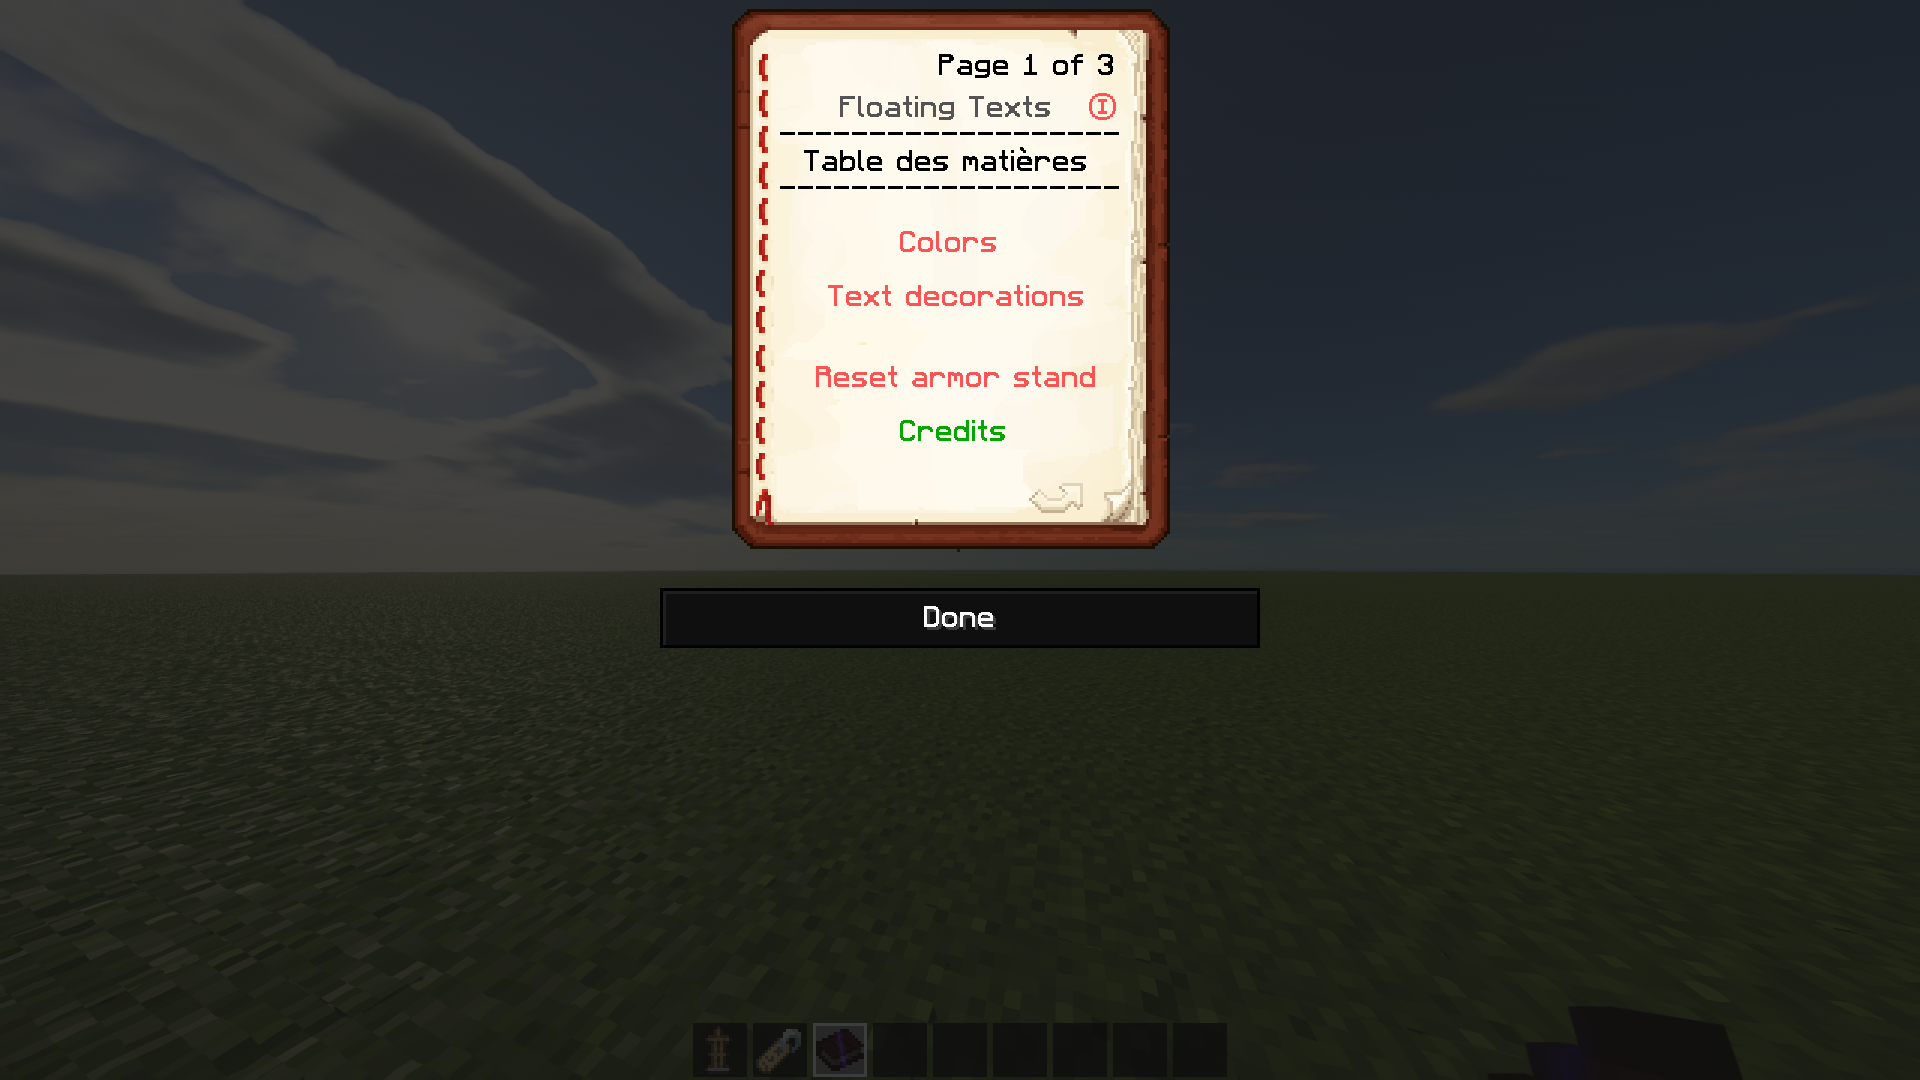 Page 1 of 3
Floating Texts Ⓘ
--------------------
Table des matières
--------------------
Colors
Text decorations
Reset armor stand
Credits
Done